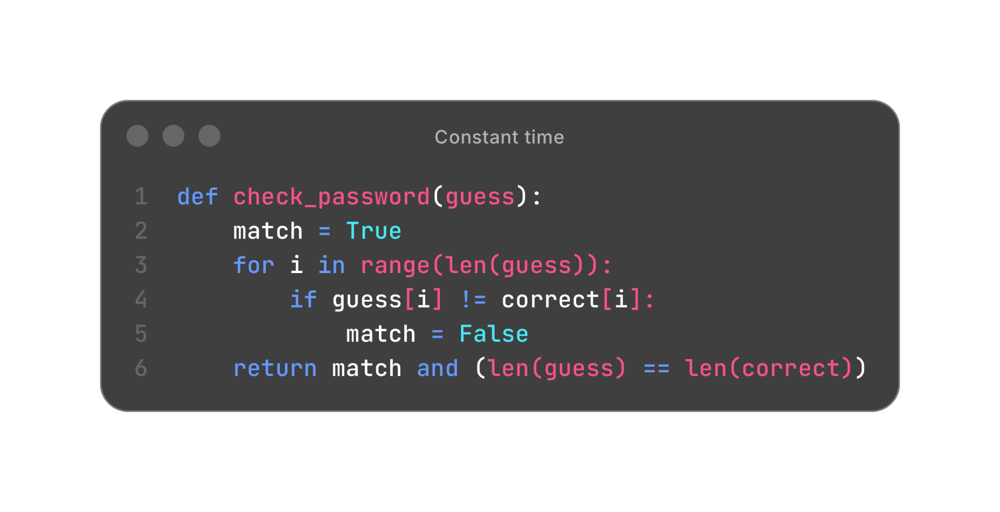 Constant time
1 def check_password(guess):
2     match = True
3     for i in range(len(guess)):
4         if guess[i] != correct[i]:
5             match = False
6     return match and (len(guess) == len(correct))